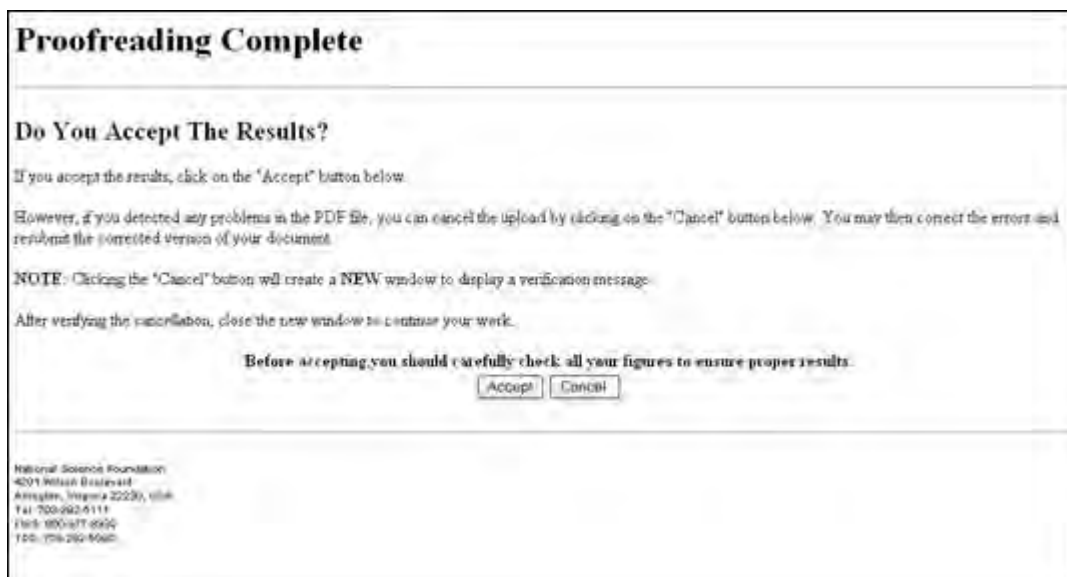 Proofreading Complete
Do You Accept The Results?
If you accept the results, click on the "Accept" button below.
However, if you detected any problems in the PDF file, you can cancel the upload by clicking on the "Cancel" button below. You may then correct the errors and
resubmit the corrected version of your document.
NOTE: Clicking the "Cancel" button will create a NEW window to display a verification message.
After verifying the cancellation, close the new window to continue your work.
Before accepting you should carefully check all your figures to ensure proper results.
Accept Cancel
National Science Foundation
4201 Wilson Boulevard
Arlington, Virginia 22230, USA
Tel: 703-292-5111